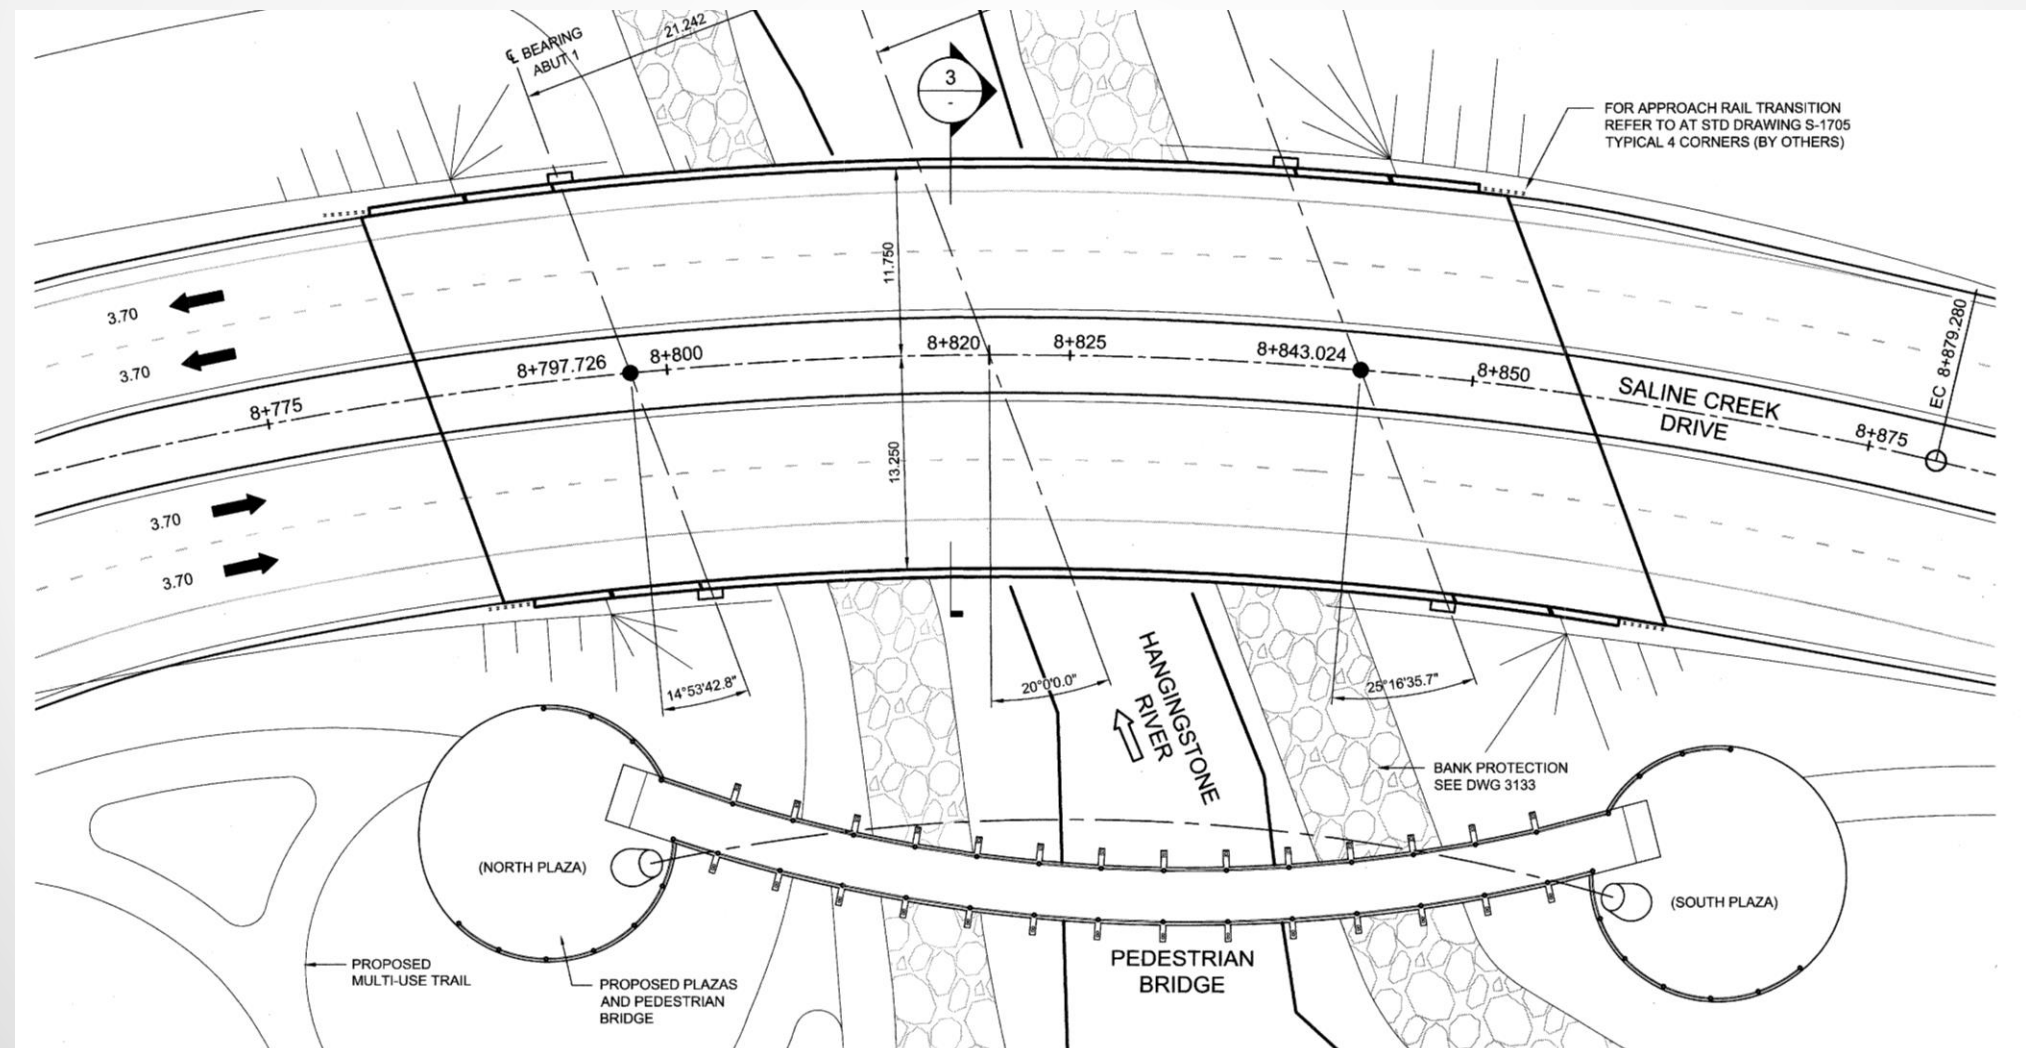 ℄ BEARING
ABUT 1
21.242
3
-
FOR APPROACH RAIL TRANSITION
REFER TO AT STD DRAWING S-1705
TYPICAL 4 CORNERS (BY OTHERS)
11.750
3.70
3.70
8+775
8+797.726
8+800
8+820
8+825
8+843.024
8+850
SALINE CREEK
DRIVE
8+875
EC 8+879.280
13.250
3.70
3.70
14°53'42.8"
20°0'0.0"
25°16'35.7"
HANGINGSTONE
RIVER
BANK PROTECTION
SEE DWG 3133
(NORTH PLAZA)
(SOUTH PLAZA)
PEDESTRIAN
BRIDGE
PROPOSED
MULTI-USE TRAIL
PROPOSED PLAZAS
AND PEDESTRIAN
BRIDGE